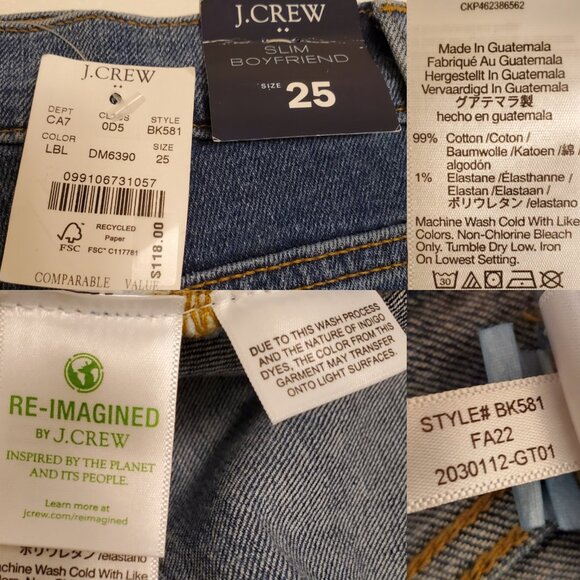 J.CREW
DEPT CLASS STYLE
CA7 0D5 BK581
COLOR SIZE
LBL DM6390 25
099106731057
RECYCLED
Paper
FSC FSC® C117781
$118.00
COMPARABLE VALUE
J.CREW
SLIM
BOYFRIEND
SIZE 25
CKP462386562
Made In Guatemala
Fabriqué Au Guatemala
Hergestellt In Guatemala
Vervaardigd In Guatemala
グアテマラ製
hecho en guatemala
99% Cotton /Coton /
Baumwolle /Katoen /綿 /
algodón
1% Elastane /Élasthanne /
Elastan /Elastaan /
ポリウレタン /elastano
Machine Wash Cold With Like
Colors. Non-Chlorine Bleach
Only. Tumble Dry Low. Iron
On Lowest Setting.
30
RE-IMAGINED
BY J.CREW
INSPIRED BY THE PLANET
AND ITS PEOPLE.
Learn more at
jcrew.com/reimagined
ポリウレタン /elastano
achine Wash Cold With Like
DUE TO THIS WASH PROCESS
AND THE NATURE OF INDIGO
DYES, THE COLOR FROM THIS
GARMENT MAY TRANSFER
ONTO LIGHT SURFACES.
STYLE# BK581
FA22
2030112-GT01